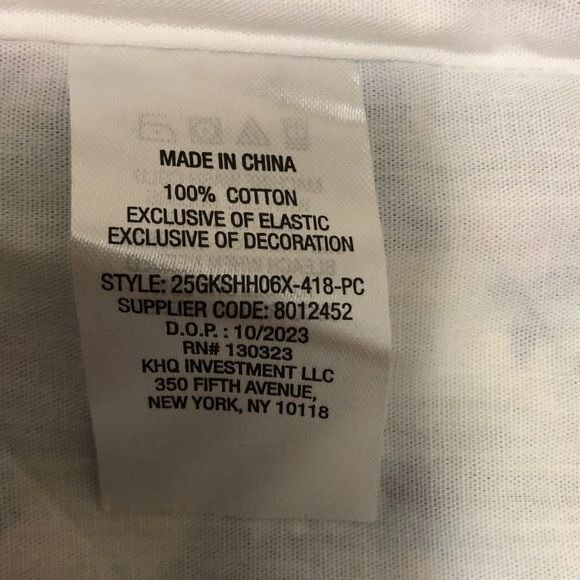 MADE IN CHINA
100% COTTON
EXCLUSIVE OF ELASTIC
EXCLUSIVE OF DECORATION
STYLE: 25GKSHH06X-418-PC
SUPPLIER CODE: 8012452
D.O.P. : 10/2023
RN# 130323
KHQ INVESTMENT LLC
350 FIFTH AVENUE,
NEW YORK, NY 10118